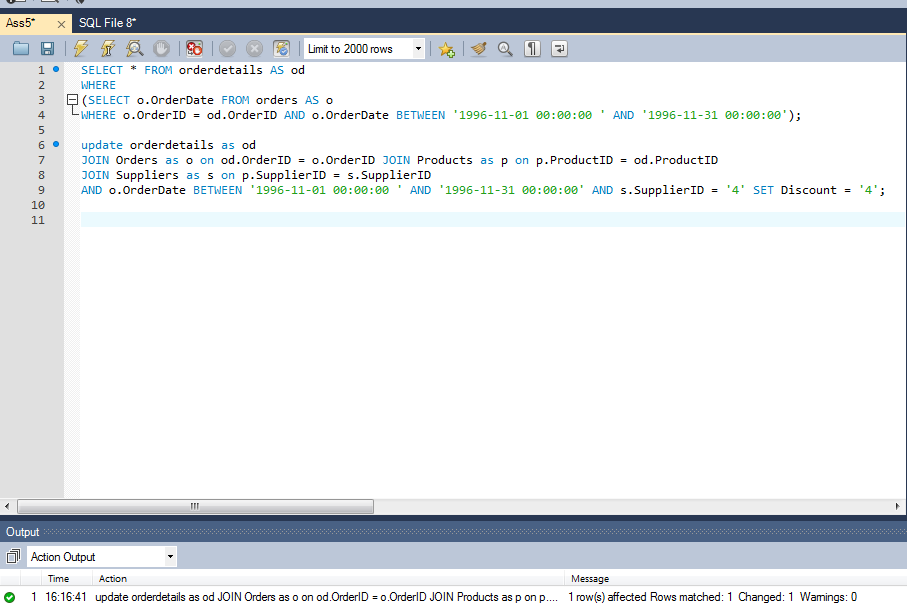 Ass5* × SQL File 8*
Limit to 2000 rows
1 SELECT * FROM orderdetails AS od
2 WHERE
3 (SELECT o.OrderDate FROM orders AS o
4 WHERE o.OrderID = od.OrderID AND o.OrderDate BETWEEN '1996-11-01 00:00:00 ' AND '1996-11-31 00:00:00');
5
6 update orderdetails as od
7 JOIN Orders as o on od.OrderID = o.OrderID JOIN Products as p on p.ProductID = od.ProductID
8 JOIN Suppliers as s on p.SupplierID = s.SupplierID
9 AND o.OrderDate BETWEEN '1996-11-01 00:00:00 ' AND '1996-11-31 00:00:00' AND s.SupplierID = '4' SET Discount = '4';
10
11
Output
Action Output
Time Action Message
1 16:16:41 update orderdetails as od JOIN Orders as o on od.OrderID = o.OrderID JOIN Products as p on p.... 1 row(s) affected Rows matched: 1 Changed: 1 Warnings: 0